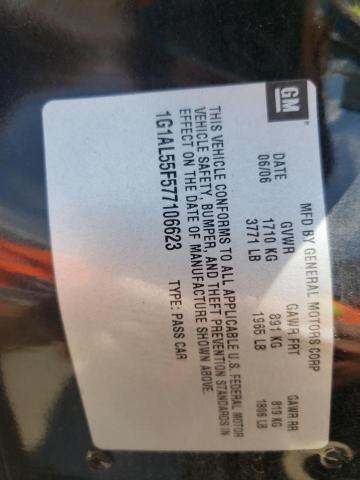 GM
MFD BY GENERAL MOTORS CORP
DATE GVWR GAWR FRT GAWR RR
06/06 1710 KG 891 KG 819 KG
3771 LB 1965 LB 1806 LB
THIS VEHICLE CONFORMS TO ALL APPLICABLE U.S. FEDERAL MOTOR
VEHICLE SAFETY, BUMPER, AND THEFT PREVENTION STANDARDS IN
EFFECT ON THE DATE OF MANUFACTURE SHOWN ABOVE.
1G1AL55F577106623 TYPE: PASS CAR